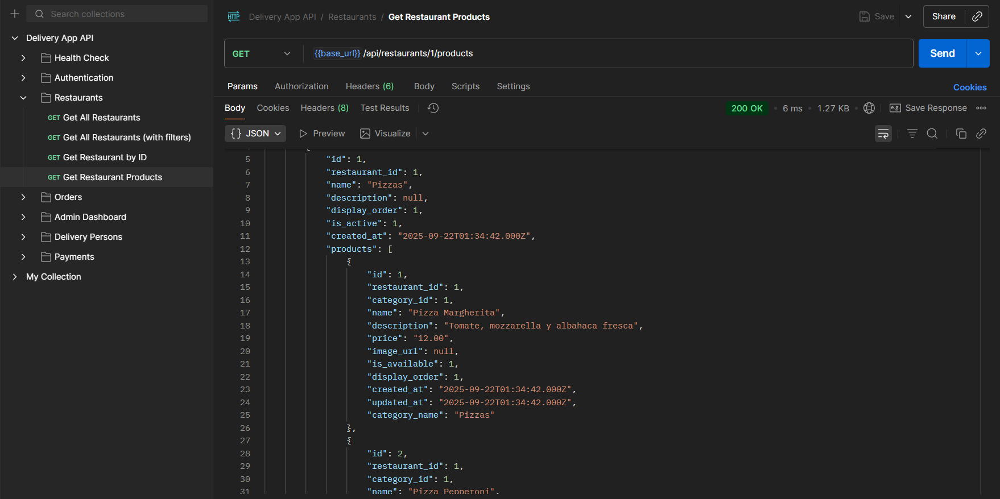 Search collections
Delivery App API
Health Check
Authentication
Restaurants
GET Get All Restaurants
GET Get All Restaurants (with filters)
GET Get Restaurant by ID
GET Get Restaurant Products
Orders
Admin Dashboard
Delivery Persons
Payments
My Collection
HTTP Delivery App API / Restaurants / Get Restaurant Products
Save
Share
GET {{base_url}} /api/restaurants/1/products
Send
Params Authorization Headers (6) Body Scripts Settings
Cookies
Body Cookies Headers (8) Test Results
200 OK • 6 ms • 1.27 KB • e.g. Save Response
{} JSON Preview Visualize
5 "id": 1,
6 "restaurant_id": 1,
7 "name": "Pizzas",
8 "description": null,
9 "display_order": 1,
10 "is_active": 1,
11 "created_at": "2025-09-22T01:34:42.000Z",
12 "products": [
13 {
14 "id": 1,
15 "restaurant_id": 1,
16 "category_id": 1,
17 "name": "Pizza Margherita",
18 "description": "Tomate, mozzarella y albahaca fresca",
19 "price": "12.00",
20 "image_url": null,
21 "is_available": 1,
22 "display_order": 1,
23 "created_at": "2025-09-22T01:34:42.000Z",
24 "updated_at": "2025-09-22T01:34:42.000Z",
25 "category_name": "Pizzas"
26 },
27 {
28 "id": 2,
29 "restaurant_id": 1,
30 "category_id": 1,
31 "name": "Pizza Pepperoni",